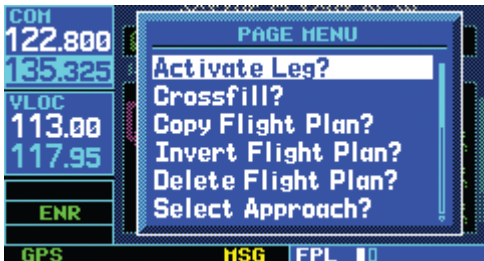 COM
122.800
135.325
VLOC
113.00
117.95
ENR
PAGE MENU
Activate Leg?
Crossfill?
Copy Flight Plan?
Invert Flight Plan?
Delete Flight Plan?
Select Approach?
GPS
MSG
FPL